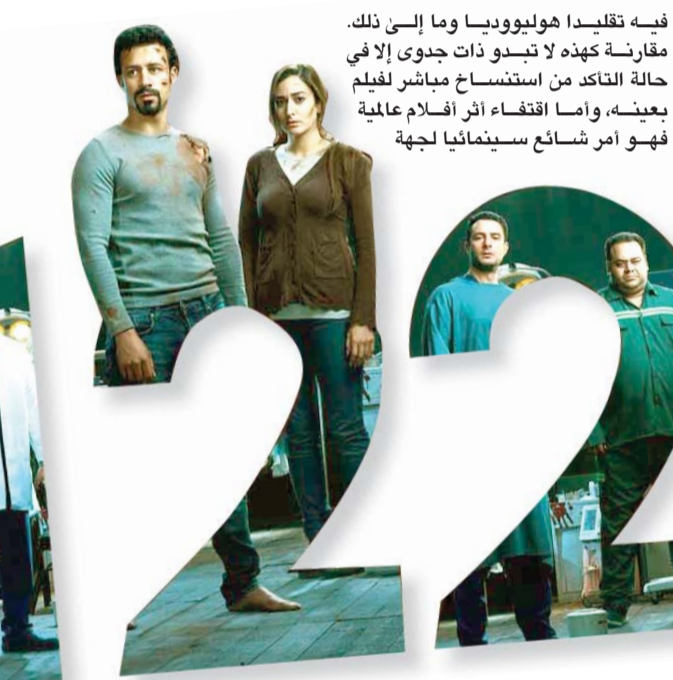 فيه تقليدا هوليووديا وما إلى ذلك.
مقارنة كهذه لا تبدو ذات جدوى إلا في
حالة التأكد من استنساخ مباشر لفيلم
بعينه، وأما اقتفاء أثر أفلام عالمية
فهو أمر شائع سينمائيا لجهة
122